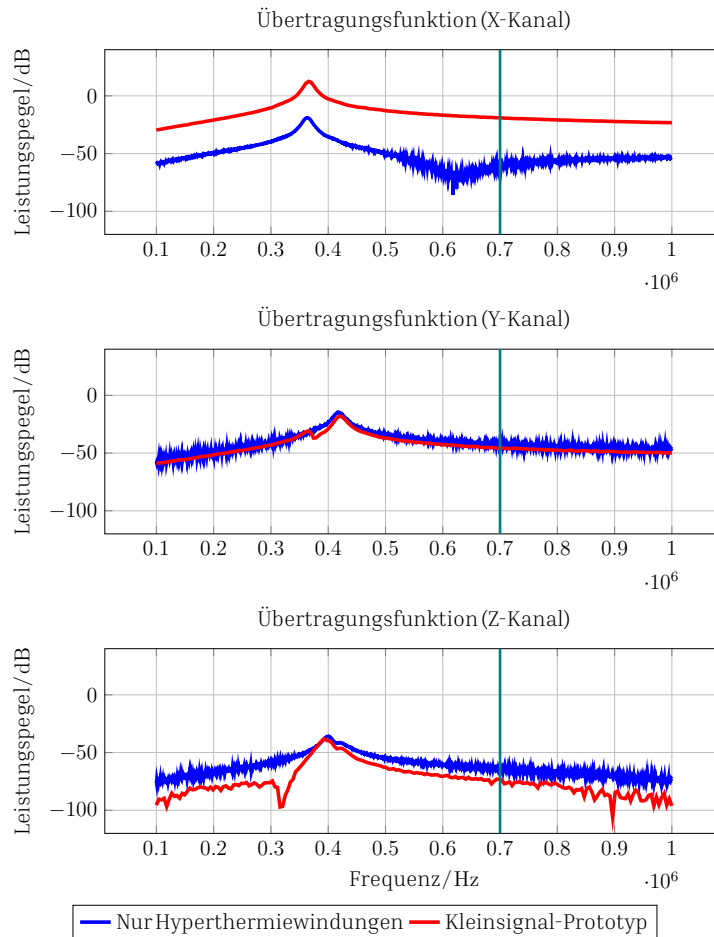 Übertragungsfunktion (X-Kanal)
Leistungspegel/dB
0
−50
−100
0.1 0.2 0.3 0.4 0.5 0.6 0.7 0.8 0.9 1
·10⁶
Übertragungsfunktion (Y-Kanal)
Leistungspegel/dB
0
−50
−100
0.1 0.2 0.3 0.4 0.5 0.6 0.7 0.8 0.9 1
·10⁶
Übertragungsfunktion (Z-Kanal)
Leistungspegel/dB
0
−50
−100
0.1 0.2 0.3 0.4 0.5 0.6 0.7 0.8 0.9 1
·10⁶
Frequenz/Hz
Nur Hyperthermiewindungen Kleinsignal-Prototyp